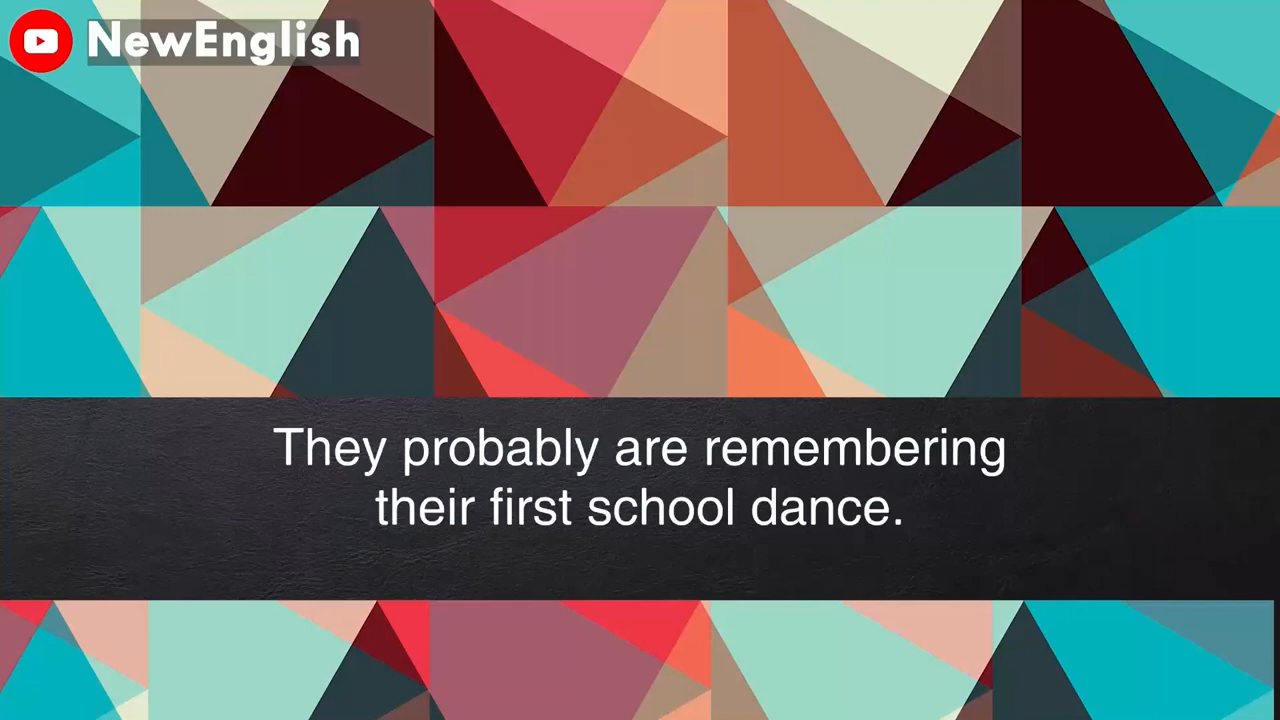 NewEnglish
They probably are remembering
their first school dance.